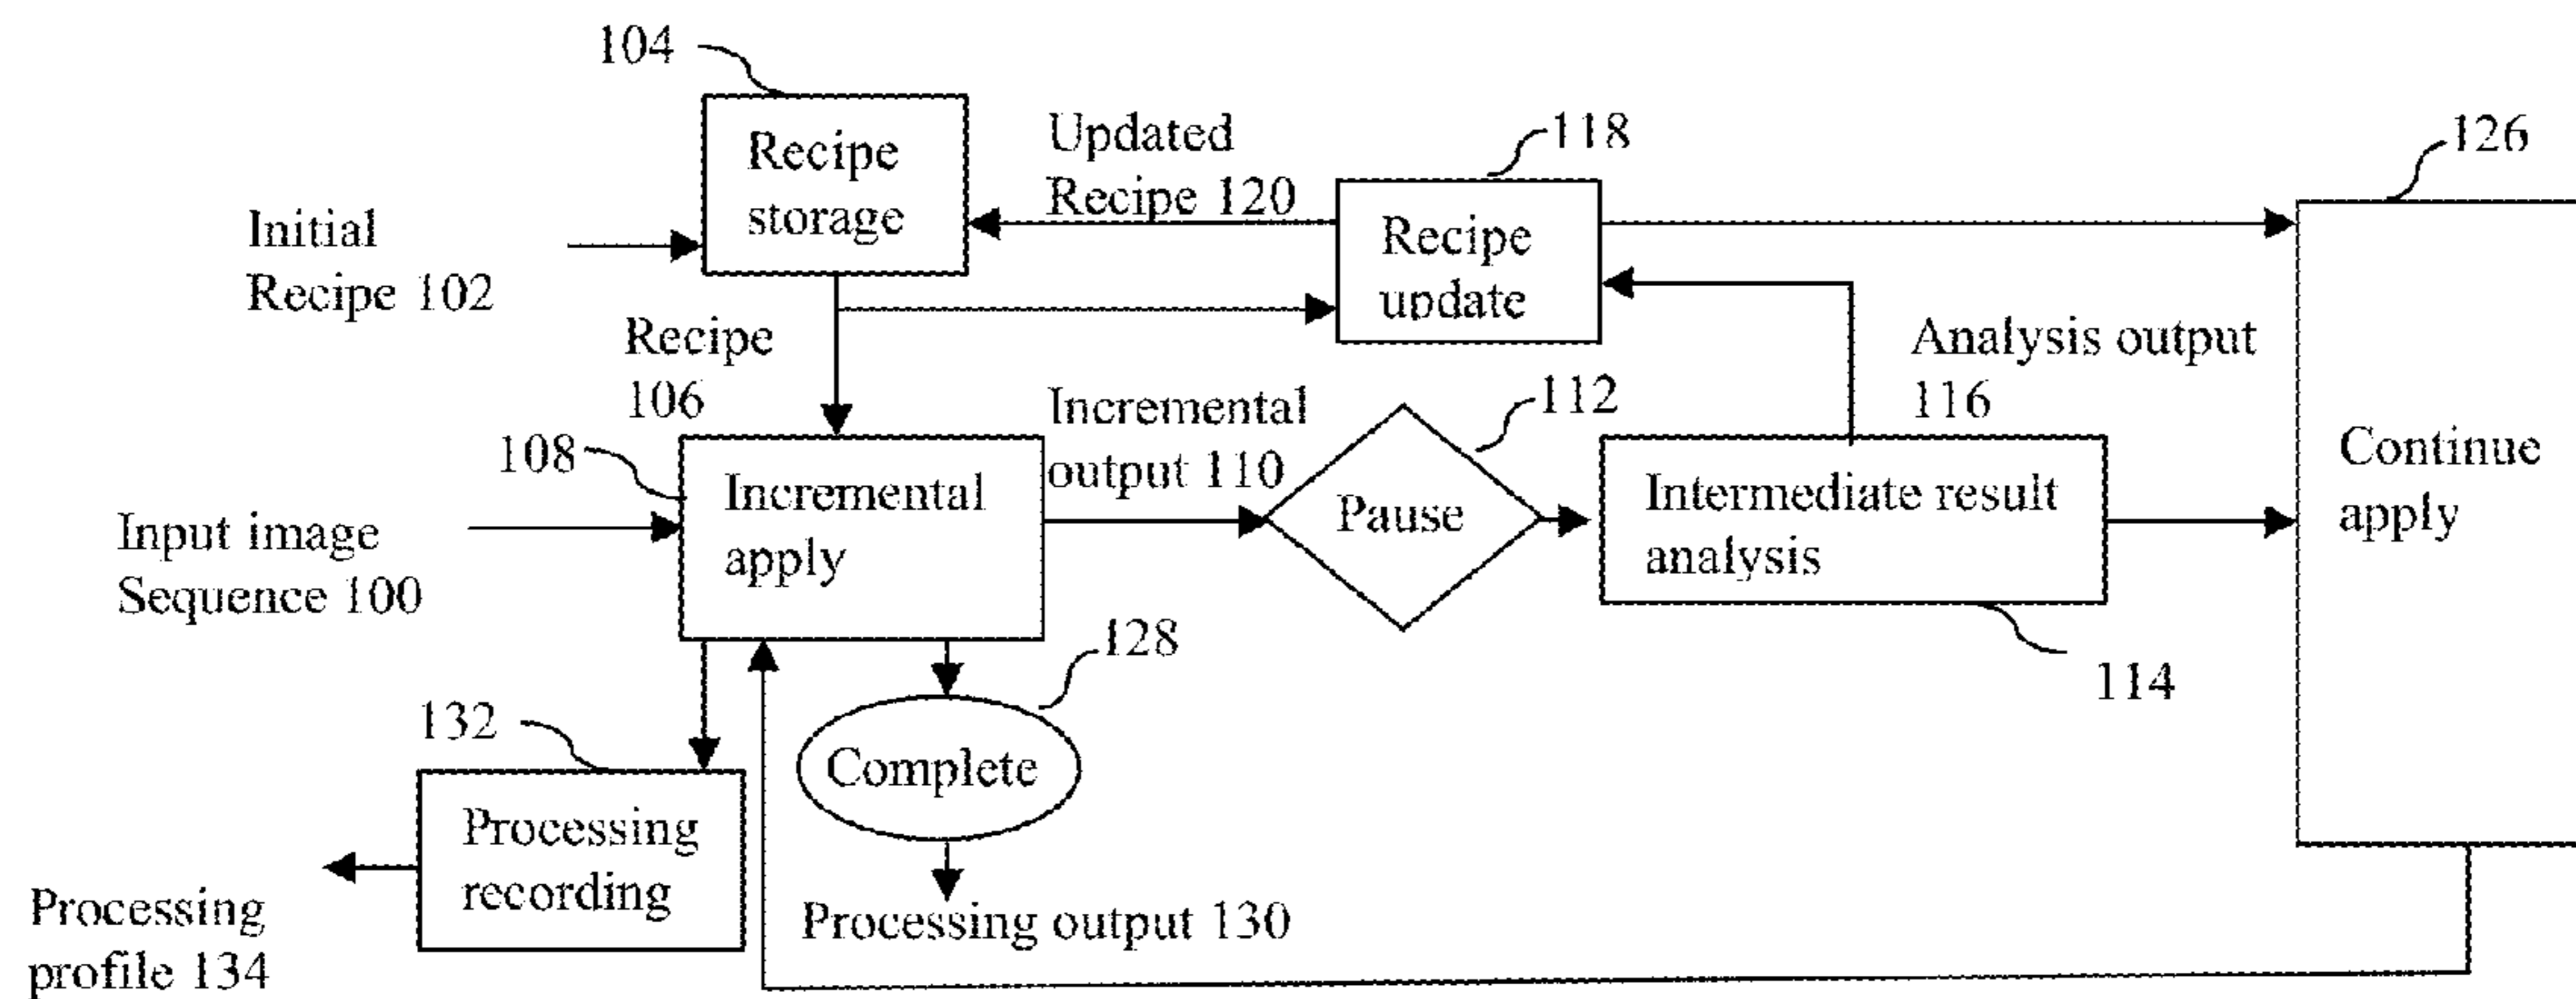 104
Recipe
storage
Updated
Recipe 120
118
126
Initial
Recipe 102
Recipe
update
Recipe
106
Analysis output
116
108
Incremental
output 110
112
Continue
apply
Input image
Sequence 100
Incremental
apply
Pause
Intermediate result
analysis
128
114
132
Complete
Processing
recording
Processing output 130
Processing
profile 134